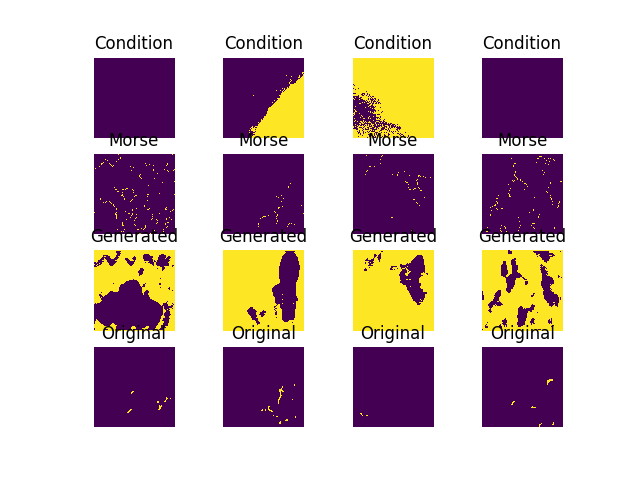 Condition Condition Condition Condition
Morse Morse Morse Morse
Generated Generated Generated Generated
Original Original Original Original